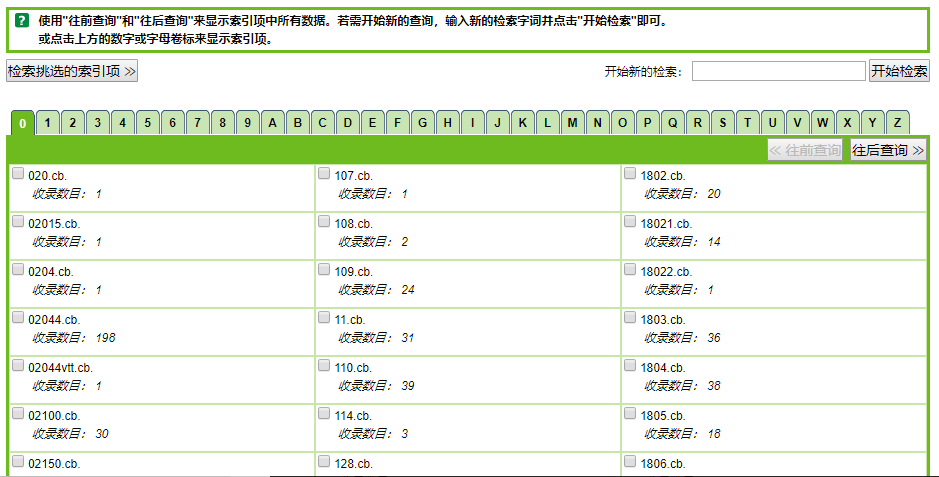 使用"往前查询"和"往后查询"来显示索引项中所有数据。若需开始新的查询，输入新的检索字词并点击"开始检索"即可。
或点击上方的数字或字母卷标来显示索引项。
检索挑选的索引项 >> 开始新的检索： 开始检索
0 1 2 3 4 5 6 7 8 9 A B C D E F G H I J K L M N O P Q R S T U V W X Y Z
<< 往前查询 往后查询 >>
020.cb. 107.cb. 1802.cb.
收录数目： 1 收录数目： 1 收录数目： 20
02015.cb. 108.cb. 18021.cb.
收录数目： 1 收录数目： 2 收录数目： 14
0204.cb. 109.cb. 18022.cb.
收录数目： 1 收录数目： 24 收录数目： 1
02044.cb. 11.cb. 1803.cb.
收录数目： 198 收录数目： 31 收录数目： 36
02044vtt.cb. 110.cb. 1804.cb.
收录数目： 1 收录数目： 39 收录数目： 38
02100.cb. 114.cb. 1805.cb.
收录数目： 30 收录数目： 3 收录数目： 18
02150.cb. 128.cb. 1806.cb.